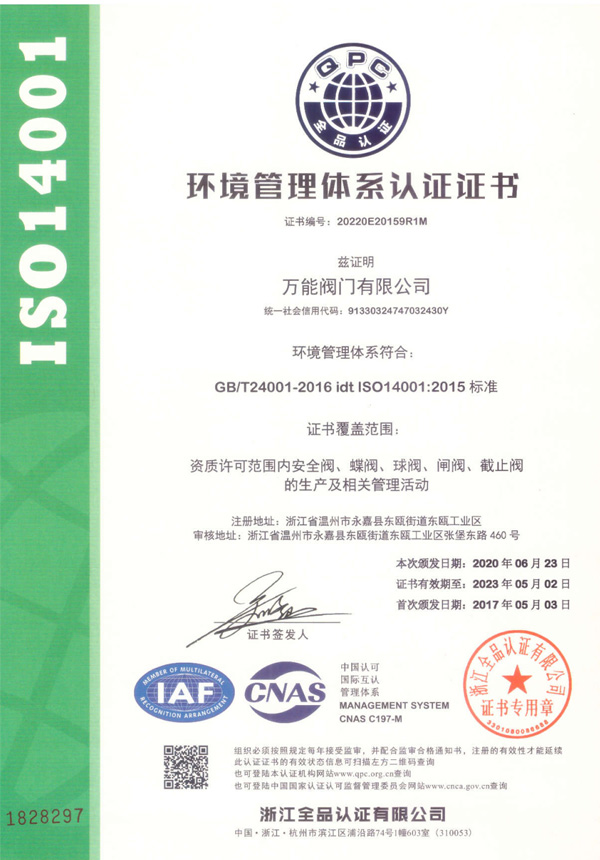 ISO14001
QPC
全品认证
环境管理体系认证证书
证书编号：20220E20159R1M
兹证明
万能阀门有限公司
统一社会信用代码：91330324747032430Y
环境管理体系符合：
GB/T24001-2016 idt ISO14001:2015 标准
证书覆盖范围：
资质许可范围内安全阀、蝶阀、球阀、闸阀、截止阀
的生产及相关管理活动
注册地址：浙江省温州市永嘉县东瓯街道东瓯工业区
审核地址：浙江省温州市永嘉县东瓯街道东瓯工业区张堡东路 460 号
本次颁发日期：2020 年 06 月 23 日
证书有效期至：2023 年 05 月 02 日
首次颁发日期：2017 年 05 月 03 日
证书签发人
MEMBER OF MULTILATERAL
IAF
RECOGNITION ARRANGEMENT
CNAS
中国认可
国际互认
管理体系
MANAGEMENT SYSTEM
CNAS C197-M
浙江全品认证有限公司
证书专用章
3301080066688
组织必须按照规定每年接受监审，并配合监审合格通知书，注册的有效性才能延续
此认证证书的有效状态信息可扫描左方二维码查询
也可登陆本认证机构网站www.qpc.org.cn查询
也可登陆中国国家认证认可监督管理委员会网站www.cnca.gov.cn查询
1828297
浙江全品认证有限公司
中国·浙江·杭州市滨江区浦沿路74号1幢603室（310053）